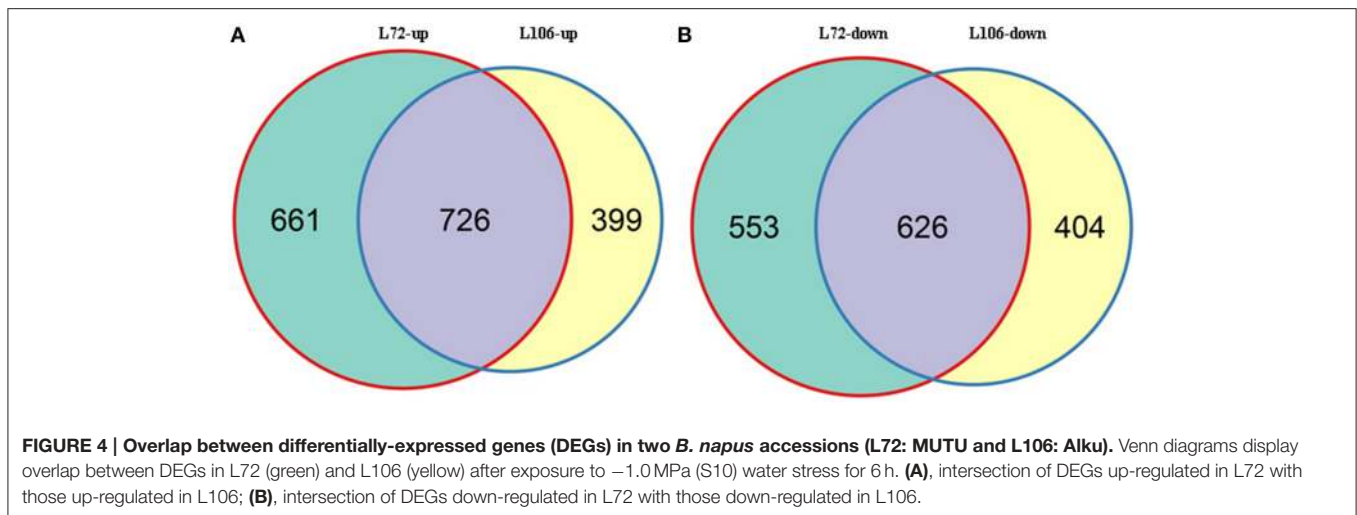 A L72-up L106-up B L72-down L106-down
661 726 399 553 626 404
FIGURE 4 | Overlap between differentially-expressed genes (DEGs) in two B. napus accessions (L72: MUTU and L106: Alku). Venn diagrams display
overlap between DEGs in L72 (green) and L106 (yellow) after exposure to −1.0 MPa (S10) water stress for 6 h. (A), intersection of DEGs up-regulated in L72 with
those up-regulated in L106; (B), intersection of DEGs down-regulated in L72 with those down-regulated in L106.